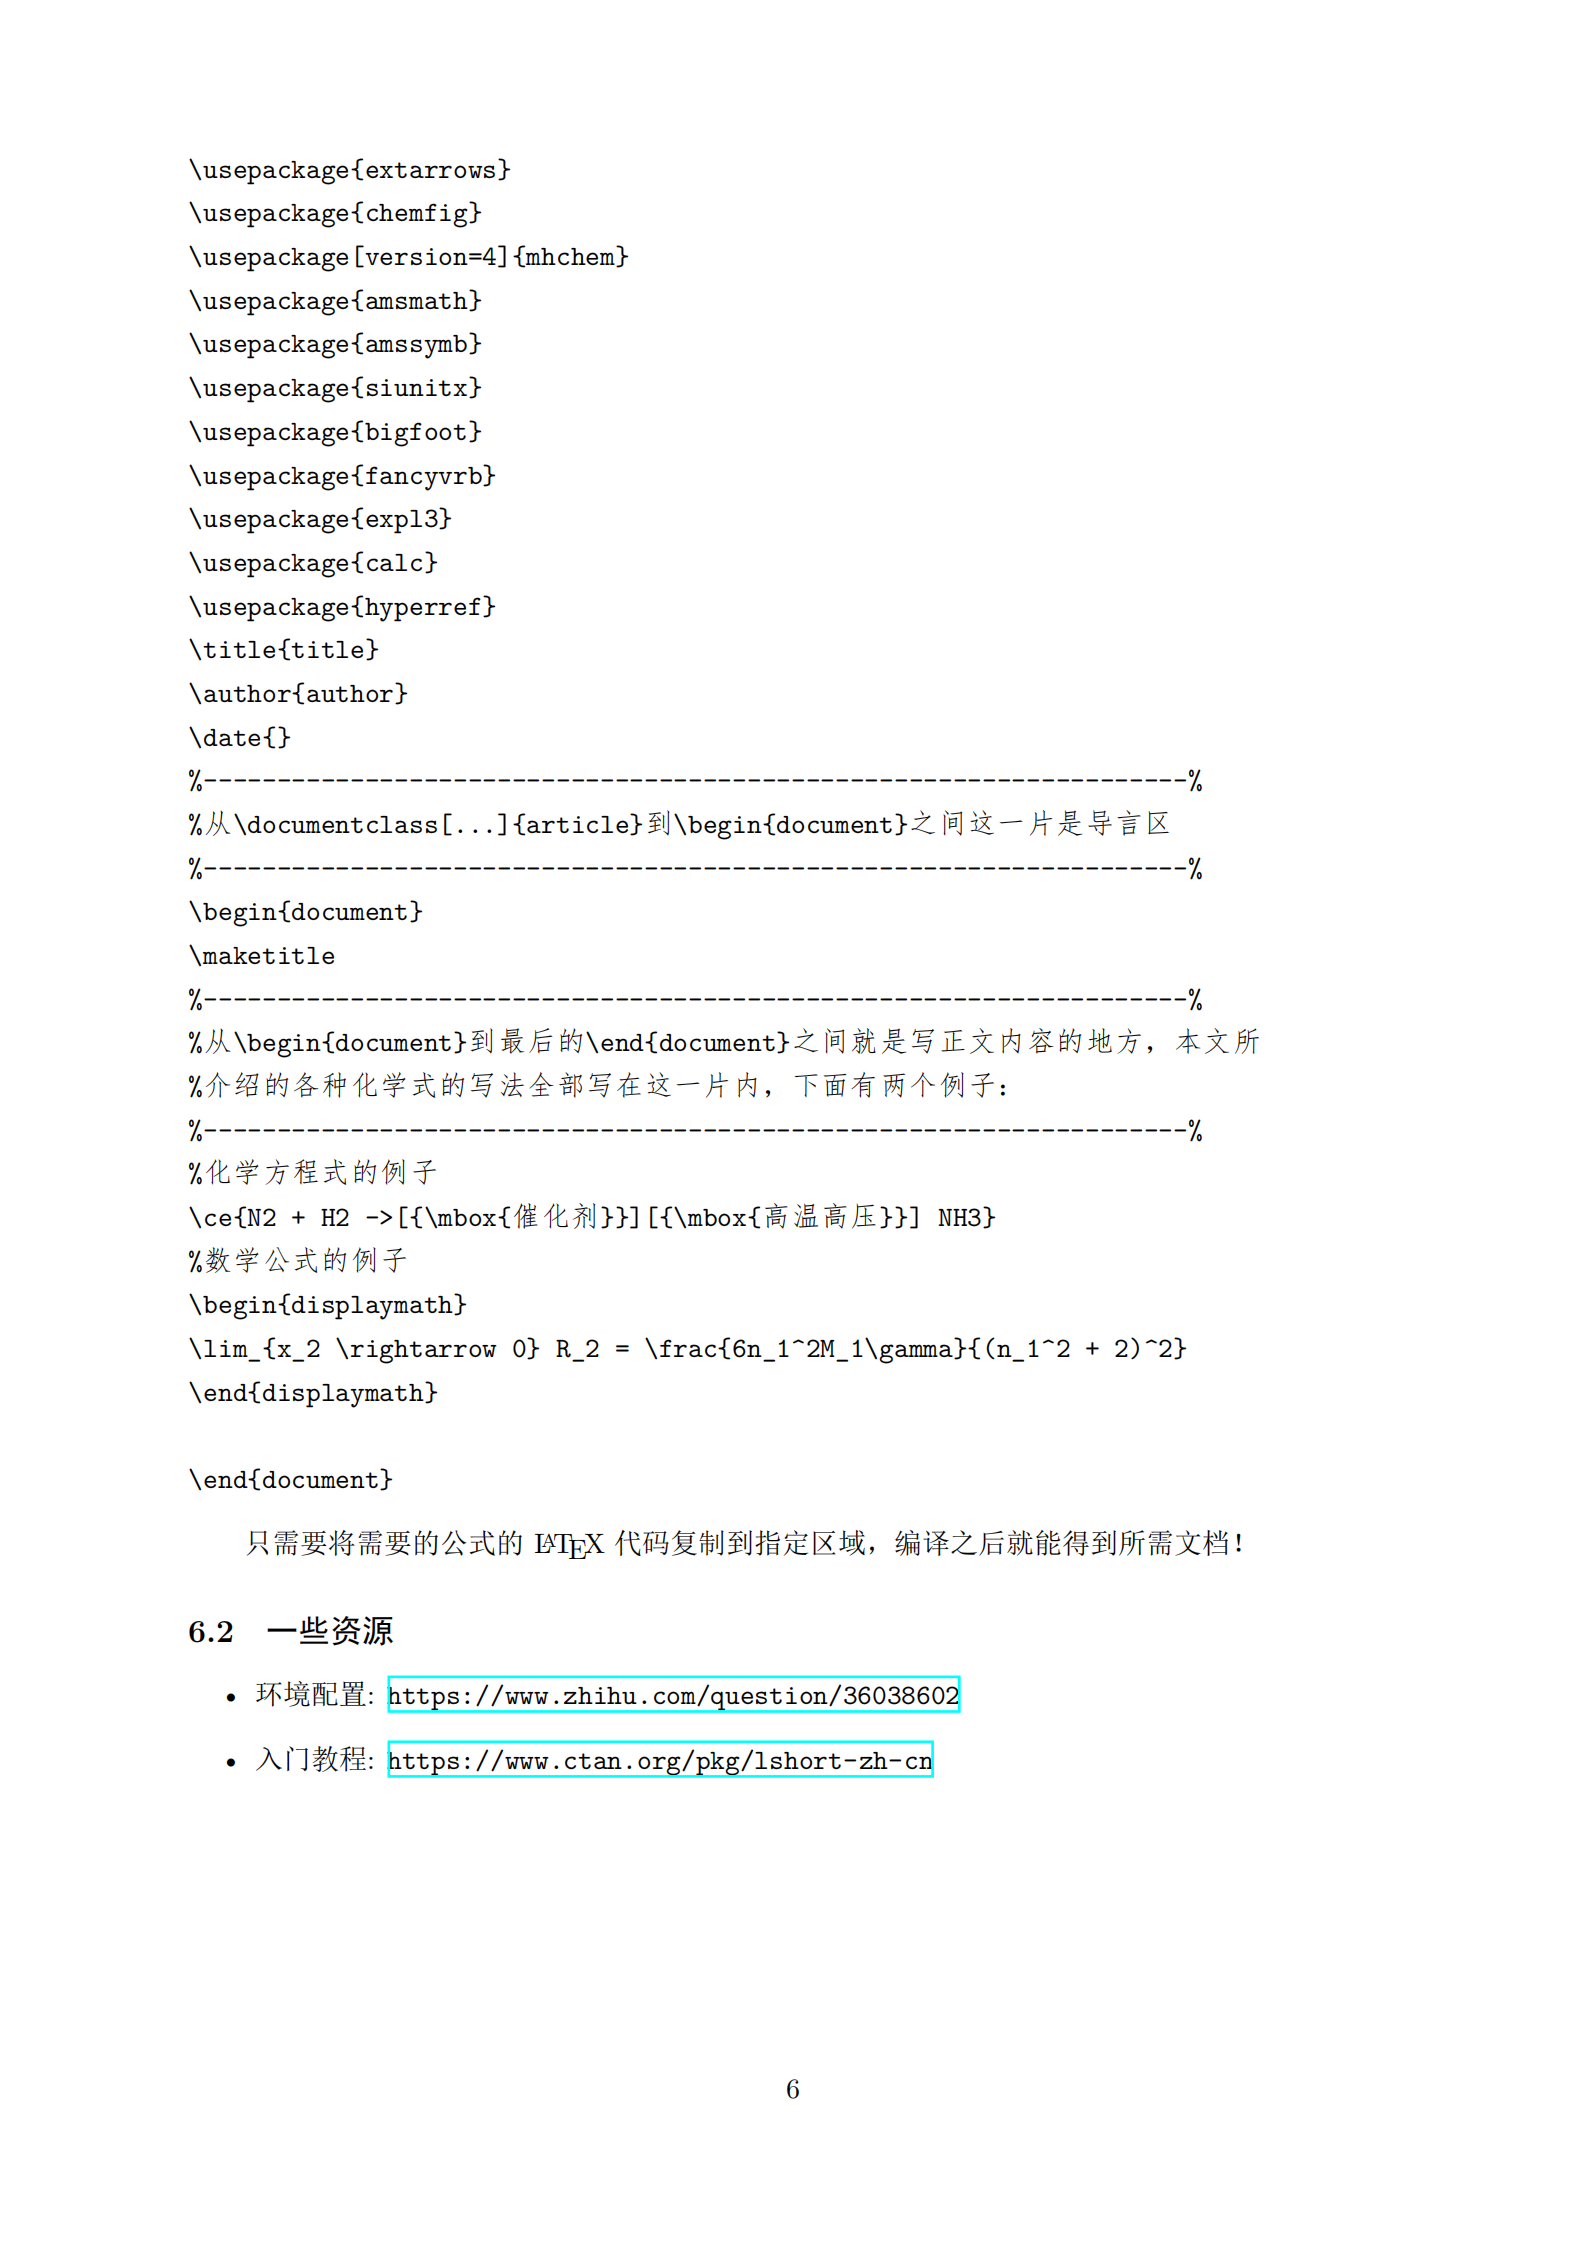 \usepackage{extarrows}
\usepackage{chemfig}
\usepackage[version=4]{mhchem}
\usepackage{amsmath}
\usepackage{amssymb}
\usepackage{siunitx}
\usepackage{bigfoot}
\usepackage{fancyvrb}
\usepackage{expl3}
\usepackage{calc}
\usepackage{hyperref}
\title{title}
\author{author}
\date{}
%-------------------------------------------------------------------%
%从\documentclass[...]{article}到\begin{document}之间这一片是导言区
%-------------------------------------------------------------------%
\begin{document}
\maketitle
%-------------------------------------------------------------------%
%从\begin{document}到最后的\end{document}之间就是写正文内容的地方，本文所
%介绍的各种化学式的写法全部写在这一片内，下面有两个例子：
%-------------------------------------------------------------------%
%化学方程式的例子
\ce{N2 + H2 ->[{\mbox{催化剂}}][{\mbox{高温高压}}] NH3}
%数学公式的例子
\begin{displaymath}
\lim_{x_2 \rightarrow 0} R_2 = \frac{6n_1^2M_1\gamma}{(n_1^2 + 2)^2}
\end{displaymath}
\end{document}
只需要将需要的公式的 LATEX 代码复制到指定区域，编译之后就能得到所需文档！
6.2 一些资源
• 环境配置: https://www.zhihu.com/question/36038602
• 入门教程: https://www.ctan.org/pkg/lshort-zh-cn
6